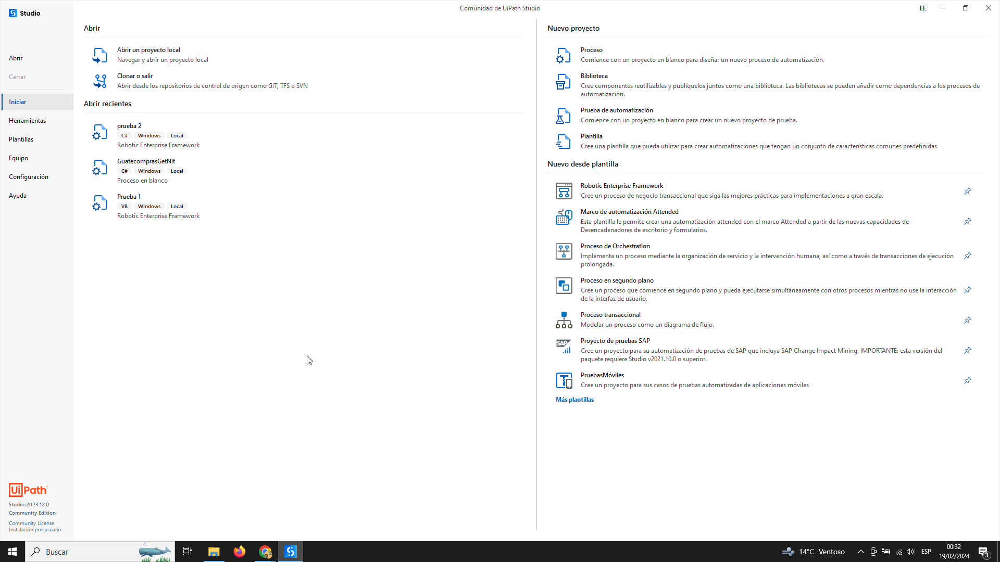 Studio
Comunidad de UiPath Studio
EE
Abrir
Cerrar
Iniciar
Herramientas
Plantillas
Equipo
Configuración
Ayuda
Abrir
Abrir un proyecto local
Navegar y abrir un proyecto local
Clonar o salir
Abrir desde los repositorios de control de origen como GIT, TFS o SVN
Abrir recientes
prueba 2
C# Windows Local
Robotic Enterprise Framework
GuatecomprasGetNit
C# Windows Local
Proceso en blanco
Prueba 1
VB Windows Local
Robotic Enterprise Framework
Nuevo proyecto
Proceso
Comience con un proyecto en blanco para diseñar un nuevo proceso de automatización.
Biblioteca
Cree componentes reutilizables y publíquelos juntos como una biblioteca. Las bibliotecas se pueden añadir como dependencias a los procesos de
automatización.
Prueba de automatización
Comience con un proyecto en blanco para crear un nuevo proyecto de prueba.
Plantilla
Cree una plantilla que pueda utilizar para crear automatizaciones que tengan un conjunto de características comunes predefinidas
Nuevo desde plantilla
Robotic Enterprise Framework
Cree un proceso de negocio transaccional que siga las mejores prácticas para implementaciones a gran escala.
Marco de automatización Attended
Esta plantilla le permite crear una automatización attended con el marco Attended a partir de las nuevas capacidades de
Desencadenadores de escritorio y formularios.
Proceso de Orchestration
Implementa un proceso mediante la organización de servicio y la intervención humana, así como a través de transacciones de ejecución
prolongada.
Proceso en segundo plano
Cree un proceso que comience en segundo plano y pueda ejecutarse simultáneamente con otros procesos mientras no use la interacción
de la interfaz de usuario.
Proceso transaccional
Modelar un proceso como un diagrama de flujo.
SAP
Proyecto de pruebas SAP
Cree un proyecto para su automatización de pruebas de SAP que incluya SAP Change Impact Mining. IMPORTANTE: esta versión del
paquete requiere Studio v2021.10.0 o superior.
PruebasMóviles
Cree un proyecto para sus casos de pruebas automatizadas de aplicaciones móviles
Más plantillas
UiPath™
Studio 2023.12.0
Community Edition
Community License
Instalación por usuario
Buscar
14°C Ventoso
ESP
00:32
19/02/2024
3